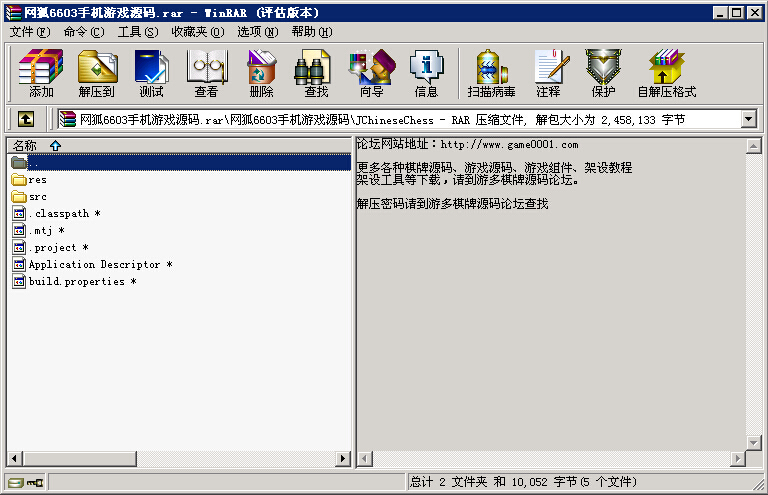 网狐6603手机游戏源码.rar - WinRAR (评估版本)
文件(F) 命令(C) 工具(S) 收藏夹(O) 选项(N) 帮助(H)
添加 解压到 测试 查看 删除 查找 向导 信息 扫描病毒 注释 保护 自解压格式
网狐6603手机游戏源码.rar\网狐6603手机游戏源码\JChineseChess - RAR 压缩文件, 解包大小为 2,458,133 字节
名称
..
res
src
.classpath *
.mtj *
.project *
Application Descriptor *
build.properties *
论坛网站地址：http://www.game0001.com
更多各种棋牌源码、游戏源码、游戏组件、架设教程
架设工具等下载，请到游多棋牌源码论坛。
解压密码请到游多棋牌源码论坛查找
总计 2 文件夹 和 10,052 字节(5 个文件)